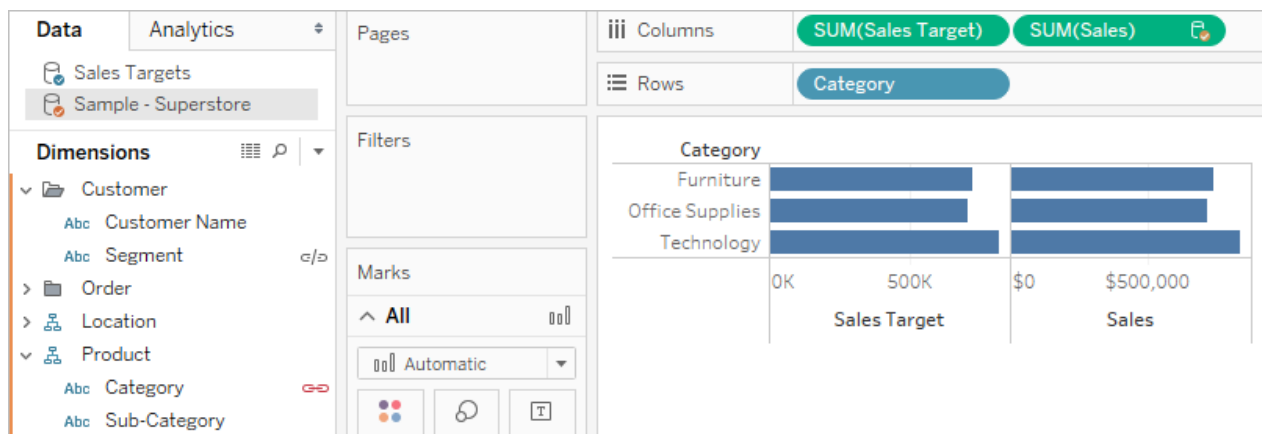 Data Analytics
Sales Targets
Sample - Superstore
Dimensions
Customer
Abc Customer Name
Abc Segment
Order
Location
Product
Abc Category
Abc Sub-Category
Pages
Filters
Marks
All
Automatic
T
Columns SUM(Sales Target) SUM(Sales)
Rows Category
Category
Furniture
Office Supplies
Technology
0K 500K $0 $500,000
Sales Target Sales